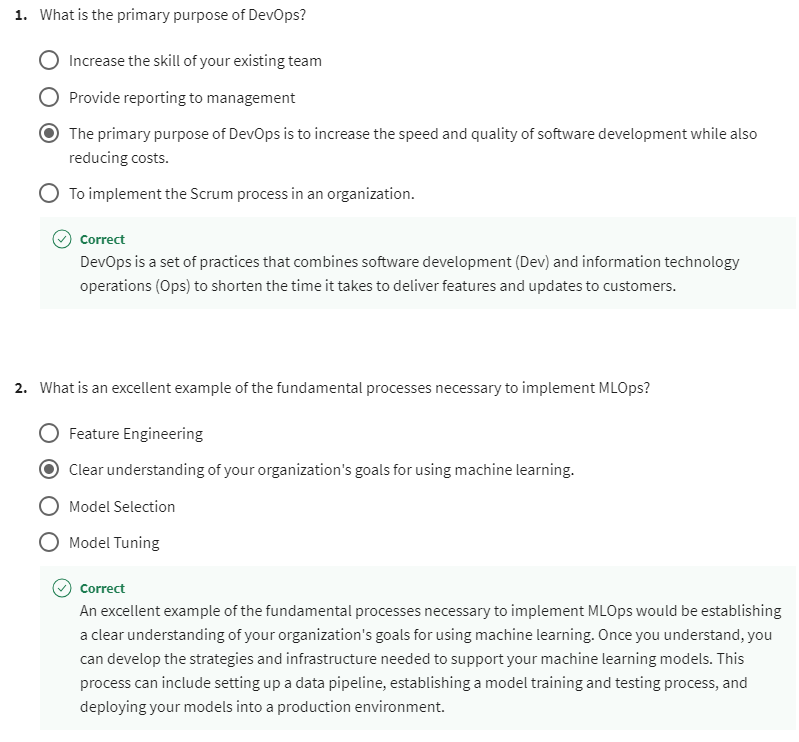 1. What is the primary purpose of DevOps?
Increase the skill of your existing team
Provide reporting to management
The primary purpose of DevOps is to increase the speed and quality of software development while also
reducing costs.
To implement the Scrum process in an organization.
Correct
DevOps is a set of practices that combines software development (Dev) and information technology
operations (Ops) to shorten the time it takes to deliver features and updates to customers.
2. What is an excellent example of the fundamental processes necessary to implement MLOps?
Feature Engineering
Clear understanding of your organization's goals for using machine learning.
Model Selection
Model Tuning
Correct
An excellent example of the fundamental processes necessary to implement MLOps would be establishing
a clear understanding of your organization's goals for using machine learning. Once you understand, you
can develop the strategies and infrastructure needed to support your machine learning models. This
process can include setting up a data pipeline, establishing a model training and testing process, and
deploying your models into a production environment.